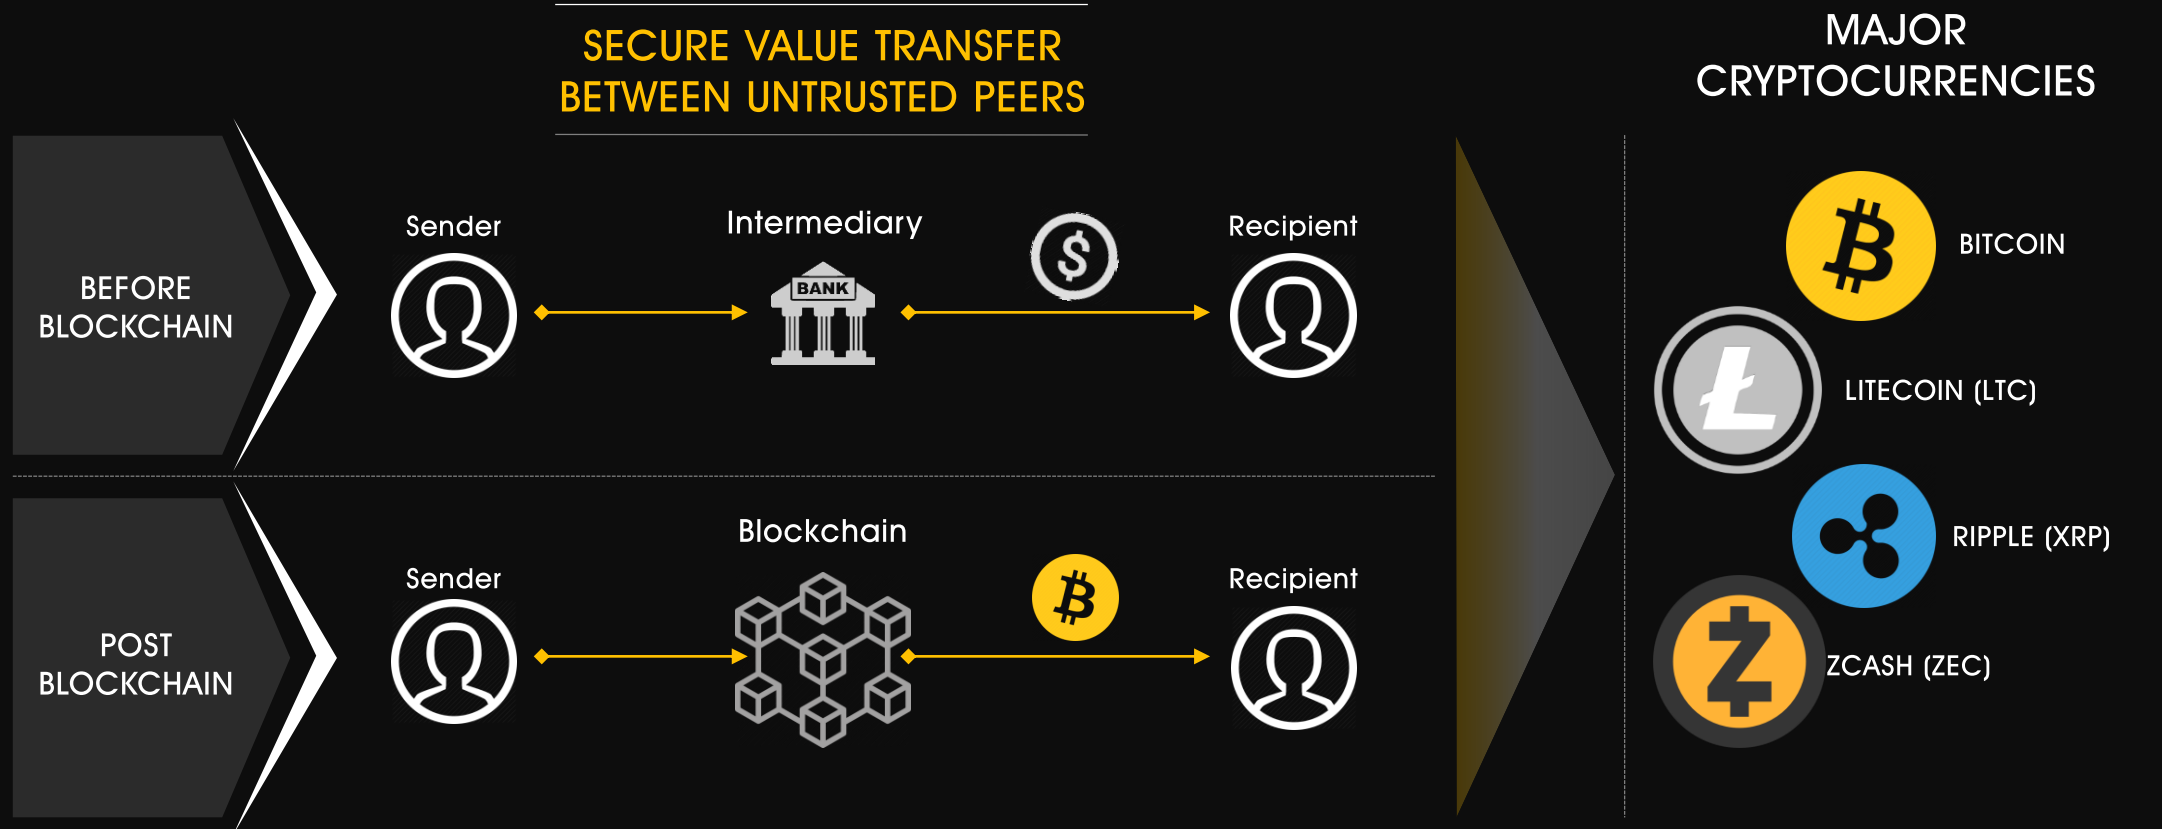 SECURE VALUE TRANSFER
BETWEEN UNTRUSTED PEERS
MAJOR
CRYPTOCURRENCIES
BEFORE
BLOCKCHAIN
Sender
Intermediary
BANK
$
Recipient
POST
BLOCKCHAIN
Sender
Blockchain
Recipient
BITCOIN
LITECOIN (LTC)
RIPPLE (XRP)
ZCASH (ZEC)